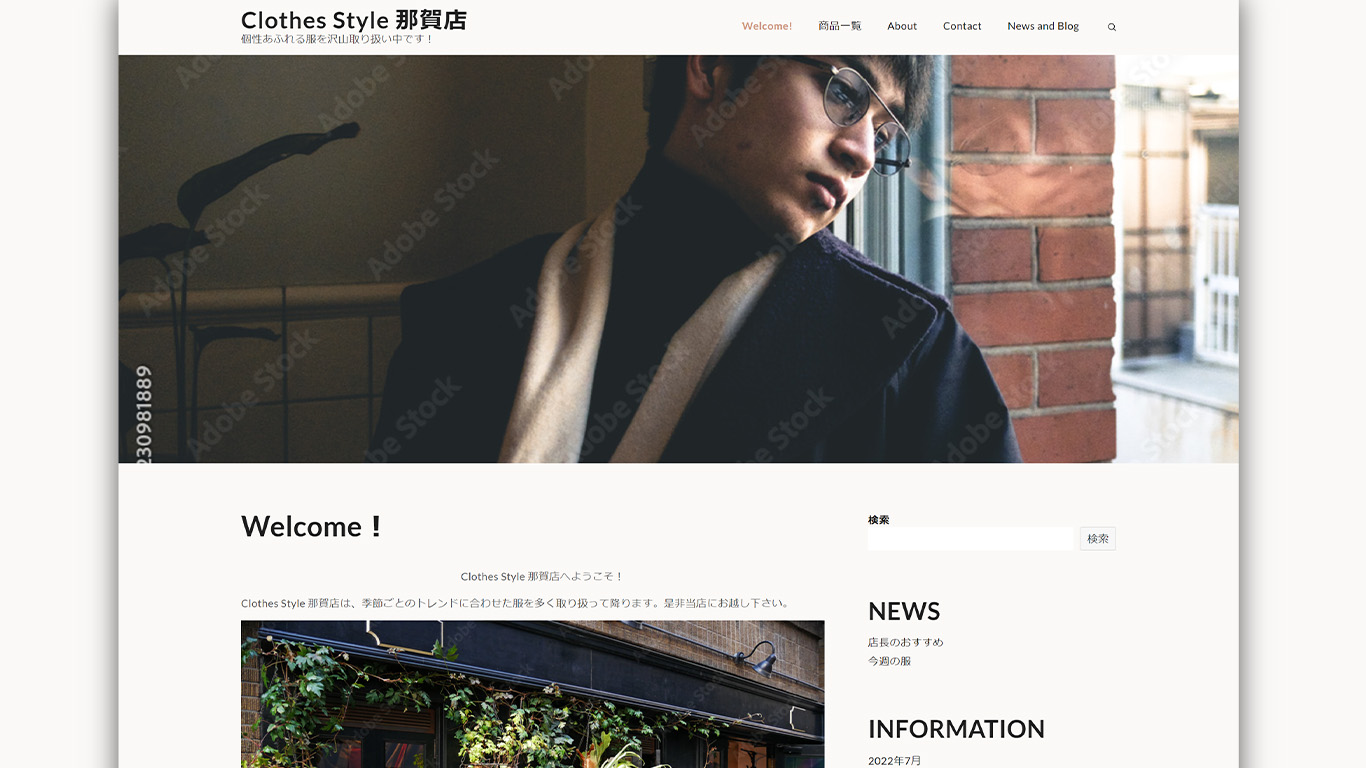 Clothes Style 那賀店
個性あふれる服を沢山取り扱い中です！
Welcome!
商品一覧
About
Contact
News and Blog
Adobe Stock
230981889
Welcome！
Clothes Style 那賀店へようこそ！
Clothes Style 那賀店は、季節ごとのトレンドに合わせた服を多く取り扱って降ります。是非当店にお越し下さい。
検索
検索
NEWS
店長のおすすめ
今週の服
INFORMATION
2022年7月